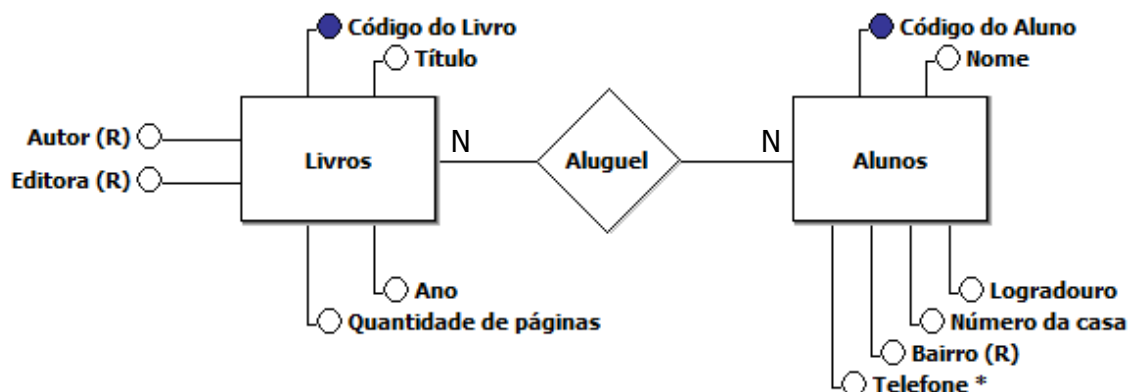 Código do Livro
Título
Autor (R)
Editora (R)
Livros
N
Aluguel
N
Código do Aluno
Nome
Alunos
Ano
Quantidade de páginas
Logradouro
Número da casa
Bairro (R)
Telefone *